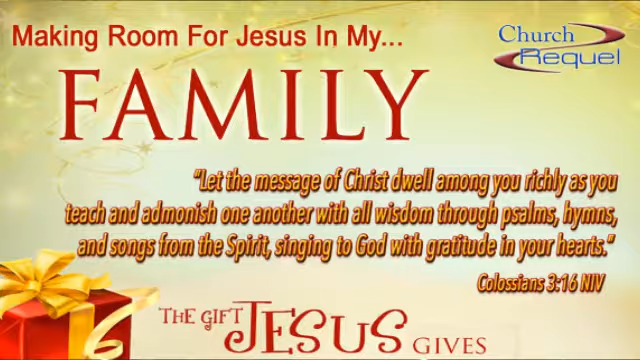 Making Room For Jesus In My...
Church
Requel
FAMILY
"Let the message of Christ dwell among you richly as you
teach and admonish one another with all wisdom through psalms, hymns,
and songs from the Spirit, singing to God with gratitude in your hearts."
Colossians 3:16 NIV
THE GIFT JESUS GIVES